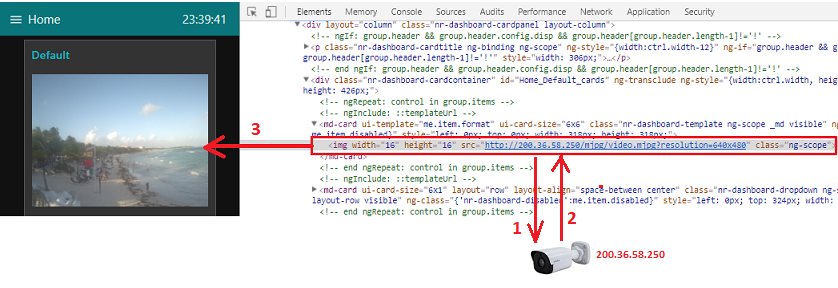 Home 23:39:41
Default
Elements Memory Console Sources Audits Network Performance Application Security
<div layout="column" class="nr-dashboard-cardpanel layout-column">
<!-- ngIf: group.header && group.header.config.disp && group.header[group.header.length-1]!='!' -->
<p class="nr-dashboard-cardtitle ng-binding ng-scope" ng-style="{width:ctrl.width-12}" ng-if="group.header &&
group.header[group.header.length-1]!='!'" style="width: 306px;">…</p>
<!-- end ngIf: group.header && group.header.config.disp && group.header[group.header.length-1]!='!' -->
<div class="nr-dashboard-cardcontainer" id="Home_Default_cards" ng-transclude ng-style="{width:ctrl.width,
height: 426px;">
<!-- ngRepeat: control in group.items -->
<!-- ngInclude: ::templateUrl -->
<md-card ui-template="me.item.format" ui-card-size="6x6" class="nr-dashboard-template ng-scope _md visible"
me.item.disabled}" style="left: 0px; top: 0px; width: 318px; height: 318px;">
<img width="16" height="16" src="http://200.36.58.250/mjpg/video.mjpg?resolution=640x480" class="ng-scope">
</md-card>
<!-- end ngRepeat: control in group.items -->
<!-- ngInclude: ::templateUrl -->
<md-card ui-card-size="6x1" layout="row" layout-align="space-between center" class="nr-dashboard-dropdown
layout-row visible" ng-class="{'nr-dashboard-disabled':me.item.disabled}" style="left: 0px; top: 324px; width:
<!-- end ngRepeat: control in group.items -->
3
1
2
200.36.58.250